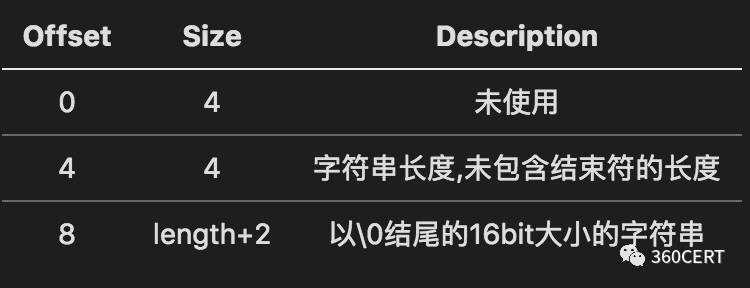 Offset Size Description
0 4 未使用
4 4 字符串长度,未包含结束符的长度
8 length+2 以\0结尾的16bit大小的字符串
360CERT